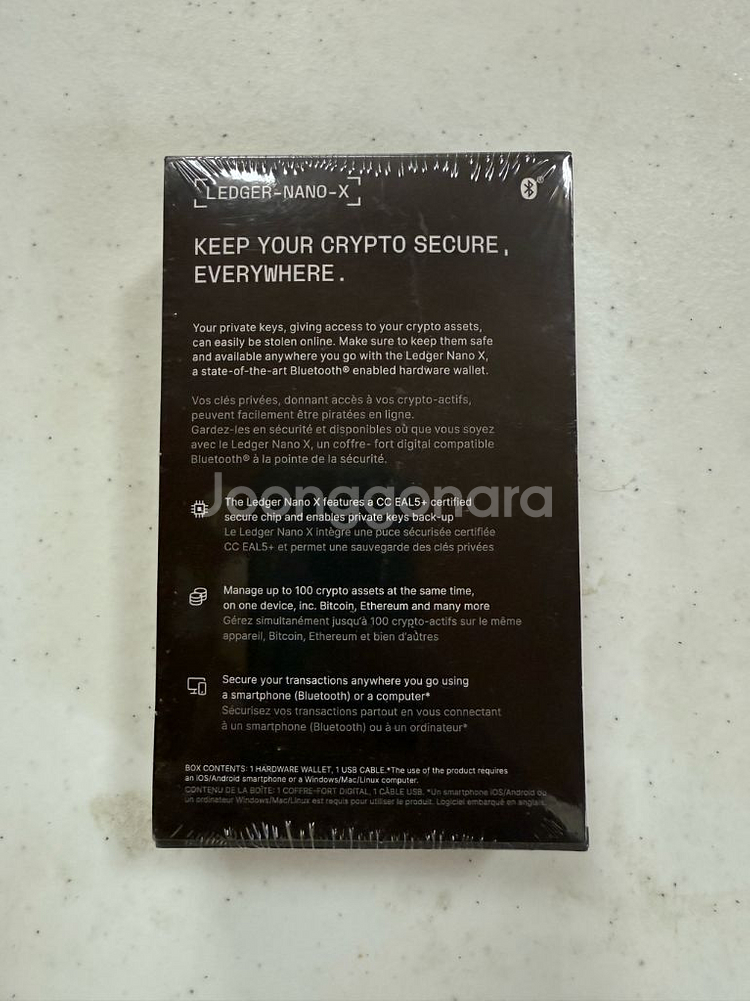 LEDGER-NANO-X
KEEP YOUR CRYPTO SECURE,
EVERYWHERE.
Your private keys, giving access to your crypto assets,
can easily be stolen online. Make sure to keep them safe
and available anywhere you go with the Ledger Nano X,
a state-of-the-art Bluetooth® enabled hardware wallet.
Vos clés privées, donnant accès à vos crypto-actifs,
peuvent facilement être piratées en ligne.
Gardez-les en sécurité et disponibles où que vous soyez
avec le Ledger Nano X, un coffre- fort digital compatible
Bluetooth® à la pointe de la sécurité.
Joonggonara
The Ledger Nano X features a CC EAL5+ certified
secure chip and enables private keys back-up
Le Ledger Nano X intègre une puce sécurisée certifiée
CC EAL5+ et permet une sauvegarde des clés privées
Manage up to 100 crypto assets at the same time,
on one device, inc. Bitcoin, Ethereum and many more
Gérez simultanément jusqu'à 100 crypto-actifs sur le même
appareil, Bitcoin, Ethereum et bien d'autres
Secure your transactions anywhere you go using
a smartphone (Bluetooth) or a computer*
Sécurisez vos transactions partout en vous connectant
à un smartphone (Bluetooth) ou à un ordinateur*
BOX CONTENTS: 1 HARDWARE WALLET, 1 USB CABLE.*The use of the product requires
an iOS/Android smartphone or a Windows/Mac/Linux computer.
CONTENU DE LA BOÎTE: 1 COFFRE-FORT DIGITAL, 1 CÂBLE USB. *Un smartphone iOS/Android ou
un ordinateur Windows/Mac/Linux est requis pour utiliser le produit. Logiciel embarqué en anglais.